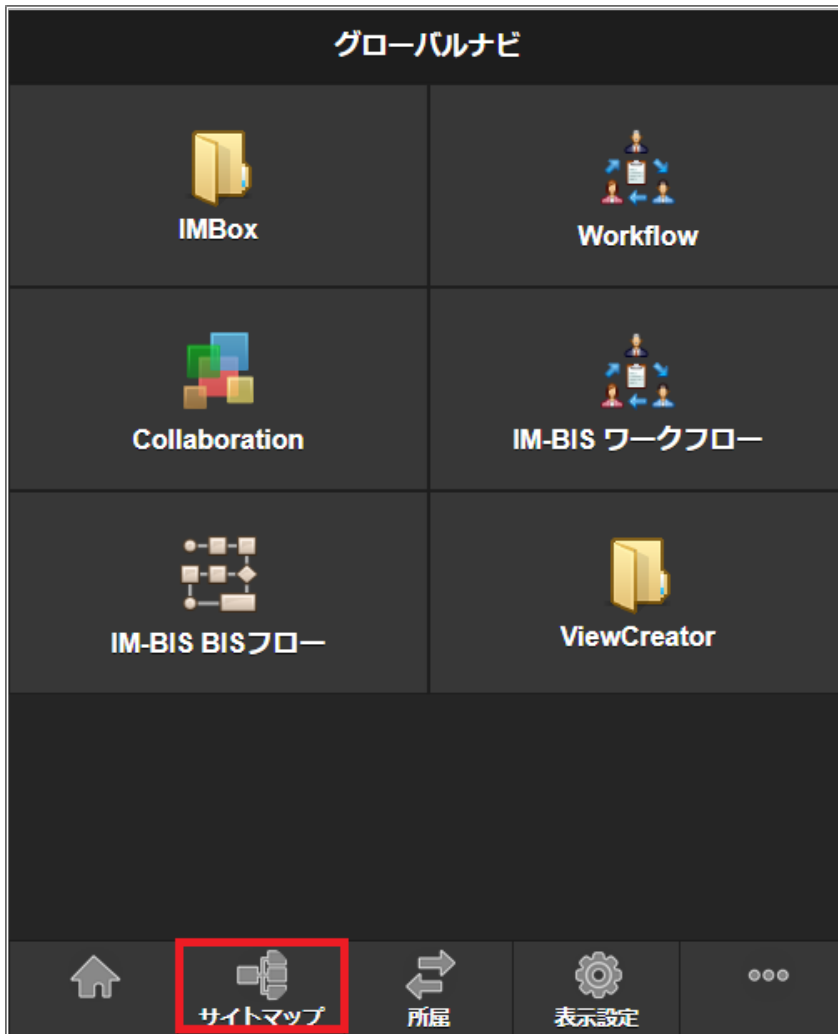 グローバルナビ
IMBox
Workflow
Collaboration
IM-BIS ワークフロー
IM-BIS BISフロー
ViewCreator
サイトマップ
所属
表示設定